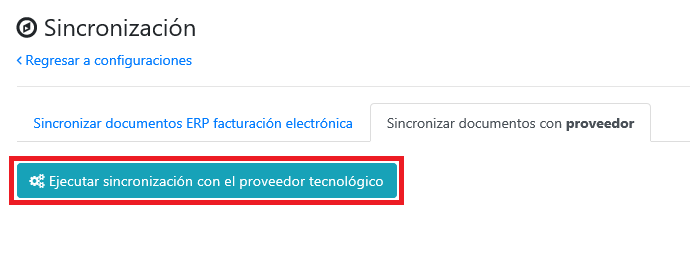 Sincronización
Regresar a configuraciones
Sincronizar documentos ERP facturación electrónica
Sincronizar documentos con proveedor
Ejecutar sincronización con el proveedor tecnológico